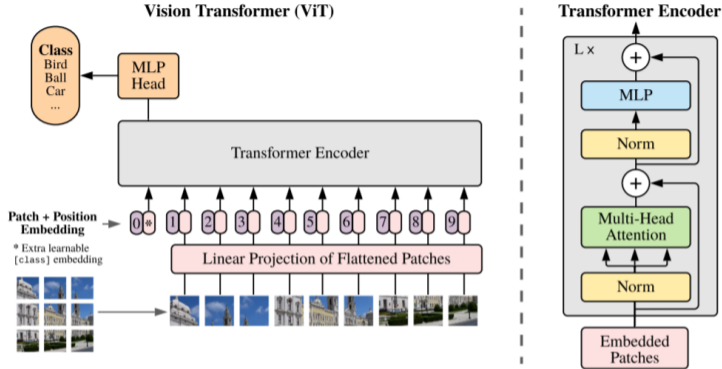 Vision Transformer (ViT)
Class
Bird
Ball
Car
...
MLP
Head
Transformer Encoder
Patch + Position
Embedding
0 * 1 2 3 4 5 6 7 8 9
* Extra learnable
[class] embedding
Linear Projection of Flattened Patches
Transformer Encoder
L x
+
MLP
Norm
+
Multi-Head
Attention
Norm
Embedded
Patches